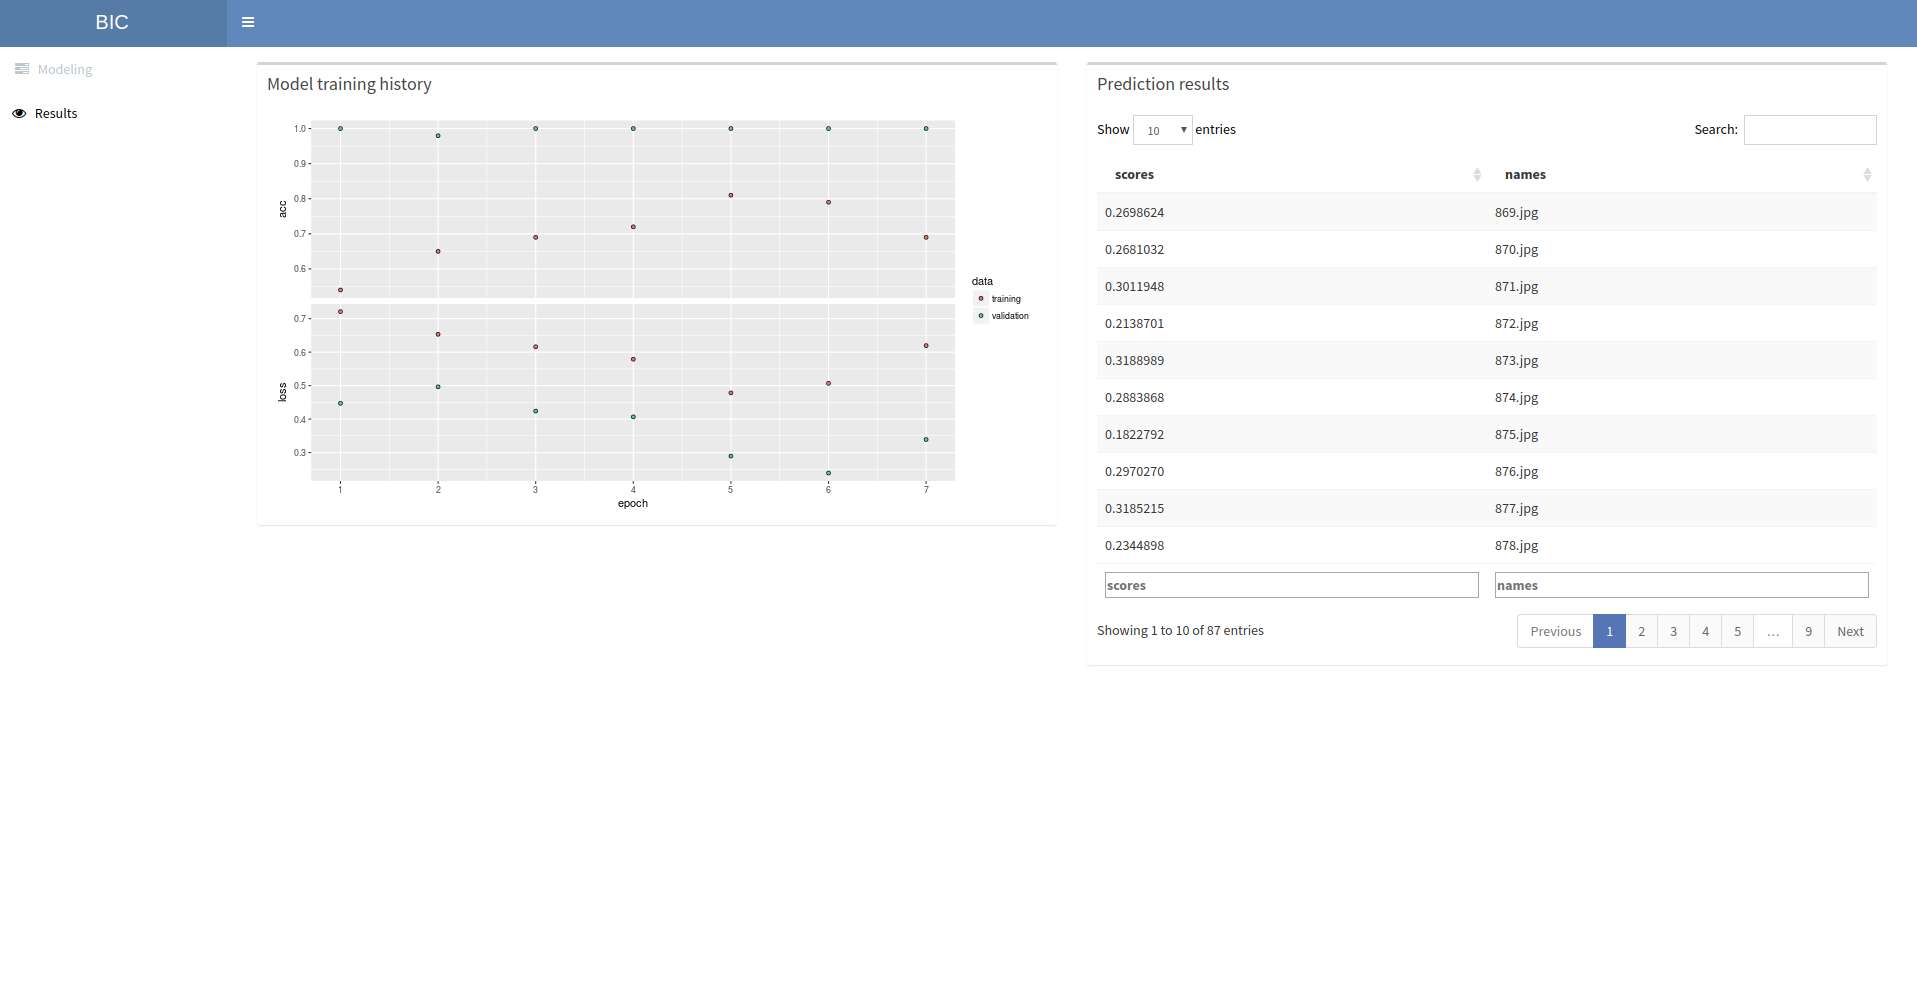 BIC
Modeling
Results
Model training history
1.0
0.9
0.8
0.7
0.6
acc
0.7
0.6
0.5
0.4
0.3
loss
1 2 3 4 5 6 7
epoch
data
training
validation
Prediction results
Show 10 entries Search:
scores names
0.2698624 869.jpg
0.2681032 870.jpg
0.3011948 871.jpg
0.2138701 872.jpg
0.3188989 873.jpg
0.2883868 874.jpg
0.1822792 875.jpg
0.2970270 876.jpg
0.3185215 877.jpg
0.2344898 878.jpg
scores names
Showing 1 to 10 of 87 entries Previous 1 2 3 4 5 … 9 Next